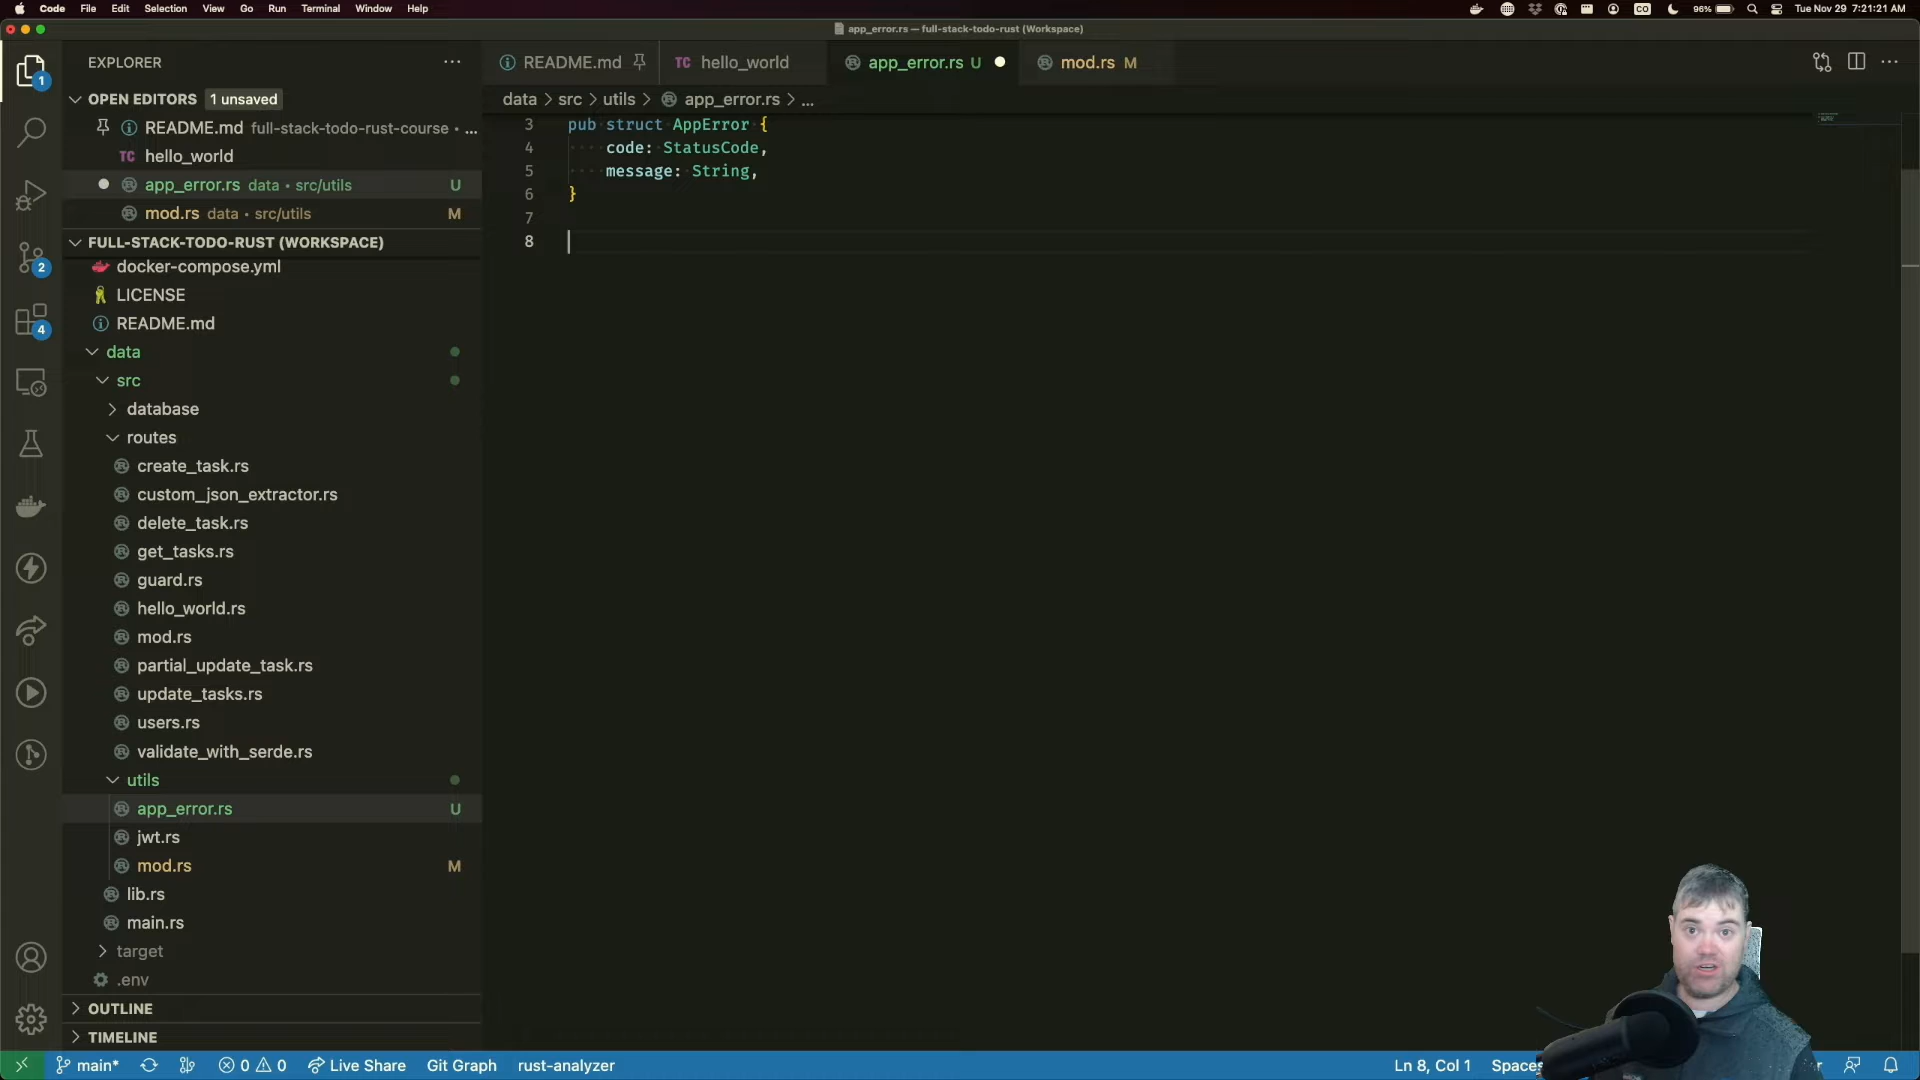 Code File Edit Selection View Go Run Terminal Window Help CO 96% Tue Nov 29 7:21:21 AM
app_error.rs — full-stack-todo-rust (Workspace)
1
EXPLORER
README.md
TC hello_world
app_error.rs U
mod.rs M
OPEN EDITORS 1 unsaved
data > src > utils > app_error.rs > ...
README.md full-stack-todo-rust-course • ...
TC hello_world
app_error.rs data • src/utils U
mod.rs data • src/utils M
3 pub struct AppError {
4 code: StatusCode,
5 message: String,
6 }
7
8
FULL-STACK-TODO-RUST (WORKSPACE)
2
docker-compose.yml
LICENSE
4
README.md
data
src
database
routes
create_task.rs
custom_json_extractor.rs
delete_task.rs
get_tasks.rs
guard.rs
hello_world.rs
mod.rs
partial_update_task.rs
update_tasks.rs
users.rs
validate_with_serde.rs
utils
app_error.rs U
jwt.rs
mod.rs M
lib.rs
main.rs
target
.env
OUTLINE
TIMELINE
main* 0 0 Live Share Git Graph rust-analyzer Ln 8, Col 1 Spaces